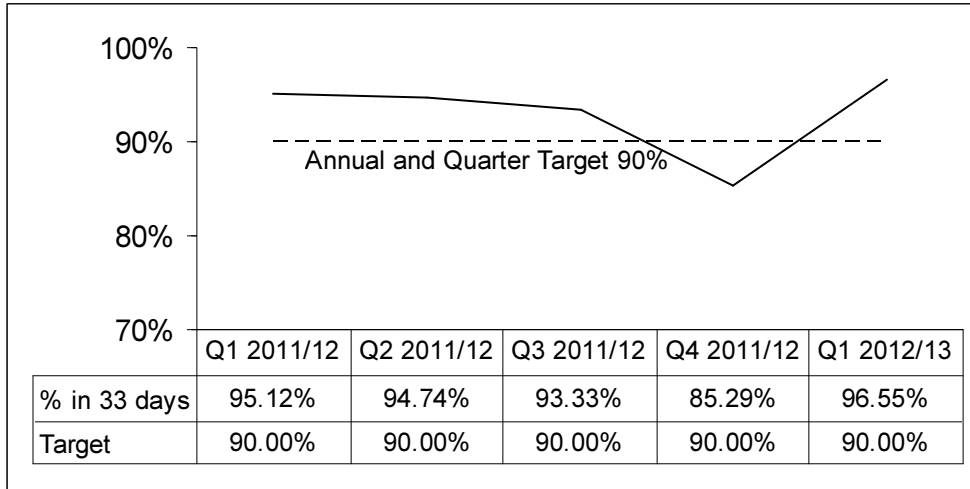 100%
90%
Annual and Quarter Target 90%
80%
70%
Q1 2011/12 Q2 2011/12 Q3 2011/12 Q4 2011/12 Q1 2012/13
% in 33 days 95.12% 94.74% 93.33% 85.29% 96.55%
Target 90.00% 90.00% 90.00% 90.00% 90.00%